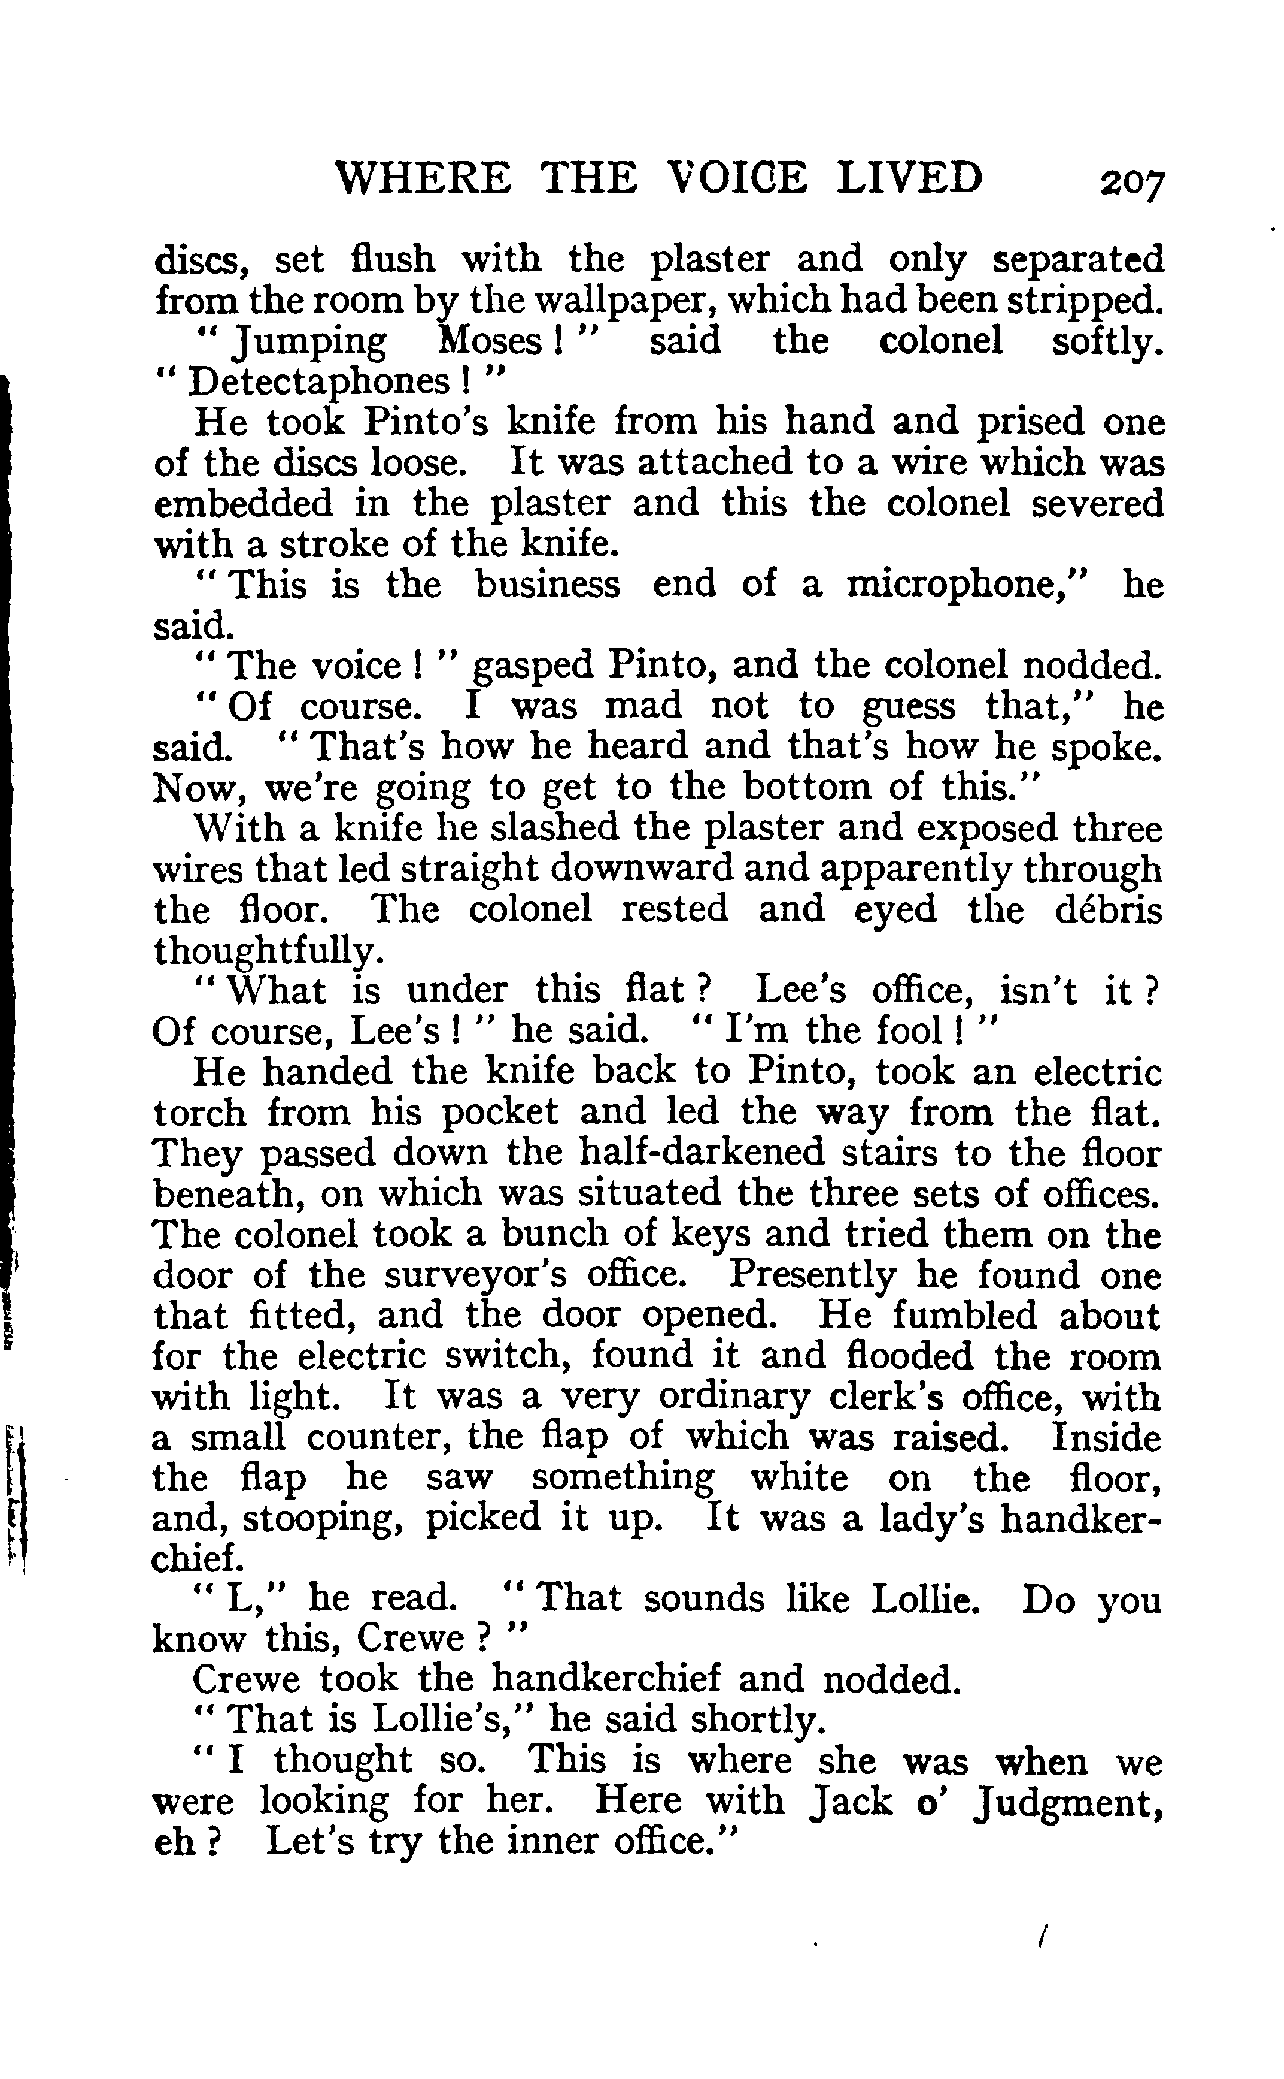 WHERE THE VOICE LIVED 207
discs, set flush with the plaster and only separated
from the room by the wallpaper, which had been stripped.
" Jumping Moses ! " said the colonel softly.
" Detectaphones ! "
He took Pinto's knife from his hand and prised one
of the discs loose. It was attached to a wire which was
embedded in the plaster and this the colonel severed
with a stroke of the knife.
" This is the business end of a microphone," he
said.
" The voice ! " gasped Pinto, and the colonel nodded.
" Of course. I was mad not to guess that," he
said. " That's how he heard and that's how he spoke.
Now, we're going to get to the bottom of this."
With a knife he slashed the plaster and exposed three
wires that led straight downward and apparently through
the floor. The colonel rested and eyed the débris
thoughtfully.
" What is under this flat ? Lee's office, isn't it ?
Of course, Lee's ! " he said. " I'm the fool ! "
He handed the knife back to Pinto, took an electric
torch from his pocket and led the way from the flat.
They passed down the half-darkened stairs to the floor
beneath, on which was situated the three sets of offices.
The colonel took a bunch of keys and tried them on the
door of the surveyor's office. Presently he found one
that fitted, and the door opened. He fumbled about
for the electric switch, found it and flooded the room
with light. It was a very ordinary clerk's office, with
a small counter, the flap of which was raised. Inside
the flap he saw something white on the floor,
and, stooping, picked it up. It was a lady's handker-
chief.
" L," he read. " That sounds like Lollie. Do you
know this, Crewe ? "
Crewe took the handkerchief and nodded.
" That is Lollie's," he said shortly.
" I thought so. This is where she was when we
were looking for her. Here with Jack o' Judgment,
eh ? Let's try the inner office."